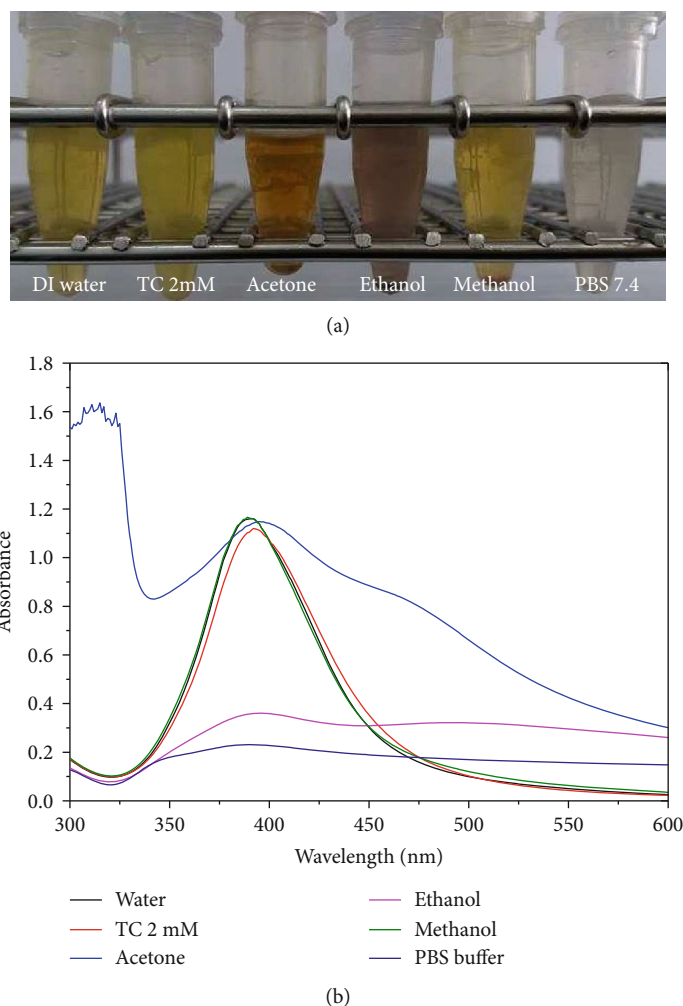 DI water TC 2mM Acetone Ethanol Methanol PBS 7.4
(a)
1.8
1.6
1.4
1.2
1.0
0.8
0.6
0.4
0.2
0.0
Absorbance
300 350 400 450 500 550 600
Wavelength (nm)
Water Ethanol
TC 2 mM Methanol
Acetone PBS buffer
(b)